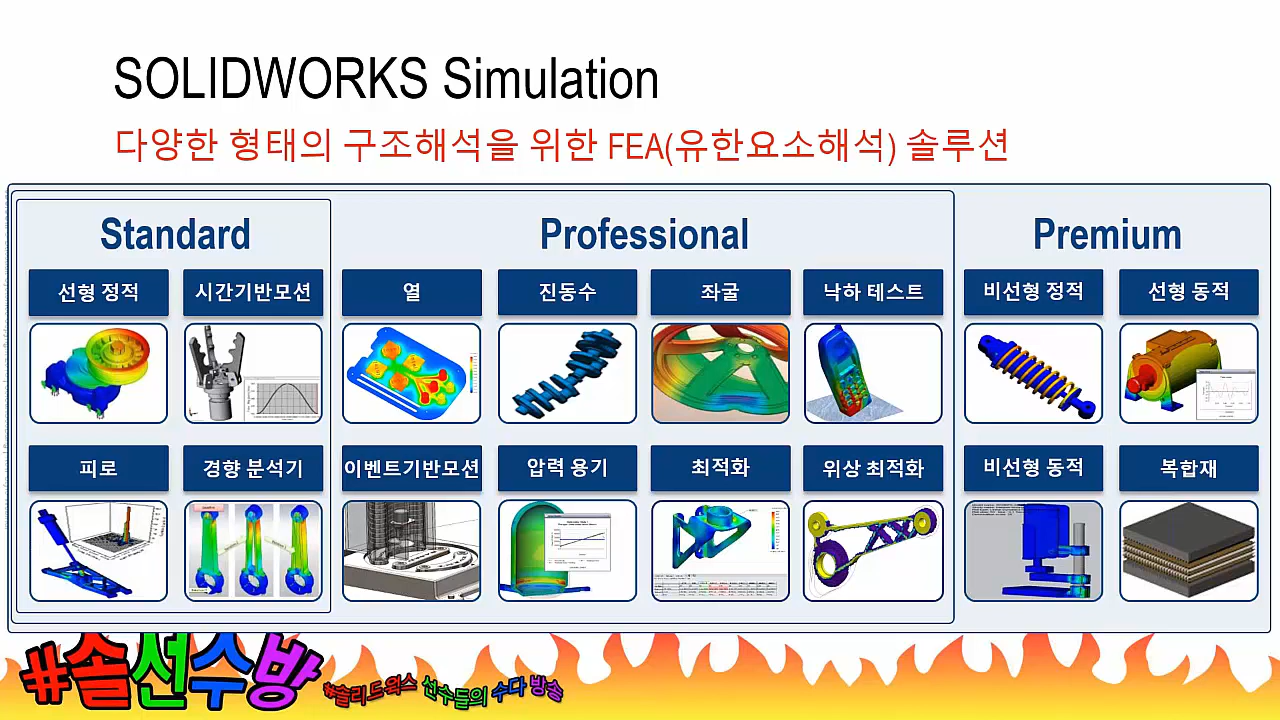 SOLIDWORKS Simulation
다양한 형태의 구조해석을 위한 FEA(유한요소해석) 솔루션
Standard
Professional
Premium
선형 정적
시간기반모션
열
진동수
좌굴
낙하 테스트
비선형 정적
선형 동적
피로
경향 분석기
이벤트기반모션
압력 용기
최적화
위상 최적화
비선형 동적
복합재
#솔선수방
#솔리드웍스 선수들의 수다 방송